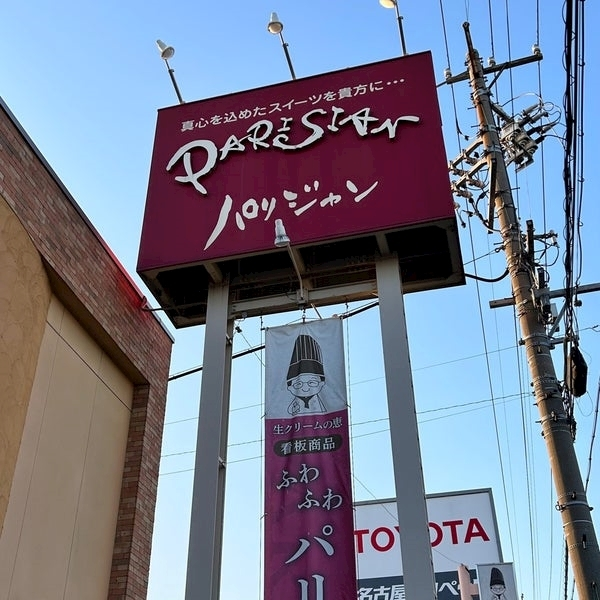 真心を込めたスイーツを貴方に…
PARISIAN
パリジャン
生クリームの恵
看板商品
ふわ
ふわ
パリ
TOYOTA
名古屋